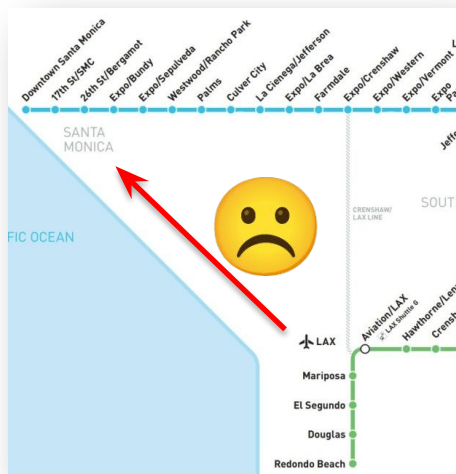 Downtown Santa Monica
17th St/SMC
26th St/Bergamot
Expo/Bundy
Expo/Sepulveda
Westwood/Rancho Park
Palms
Culver City
La Cienega/Jefferson
Expo/La Brea
Farmdale
Expo/Crenshaw
Expo/Western
Expo/Vermont
Expo
SANTA
MONICA
CRENSHAW/
LAX LINE
SOUT
FIC OCEAN
LAX
Aviation/LAX
LAX Shuttle G
Hawthorne/Len
Crensh
Mariposa
El Segundo
Douglas
Redondo Beach